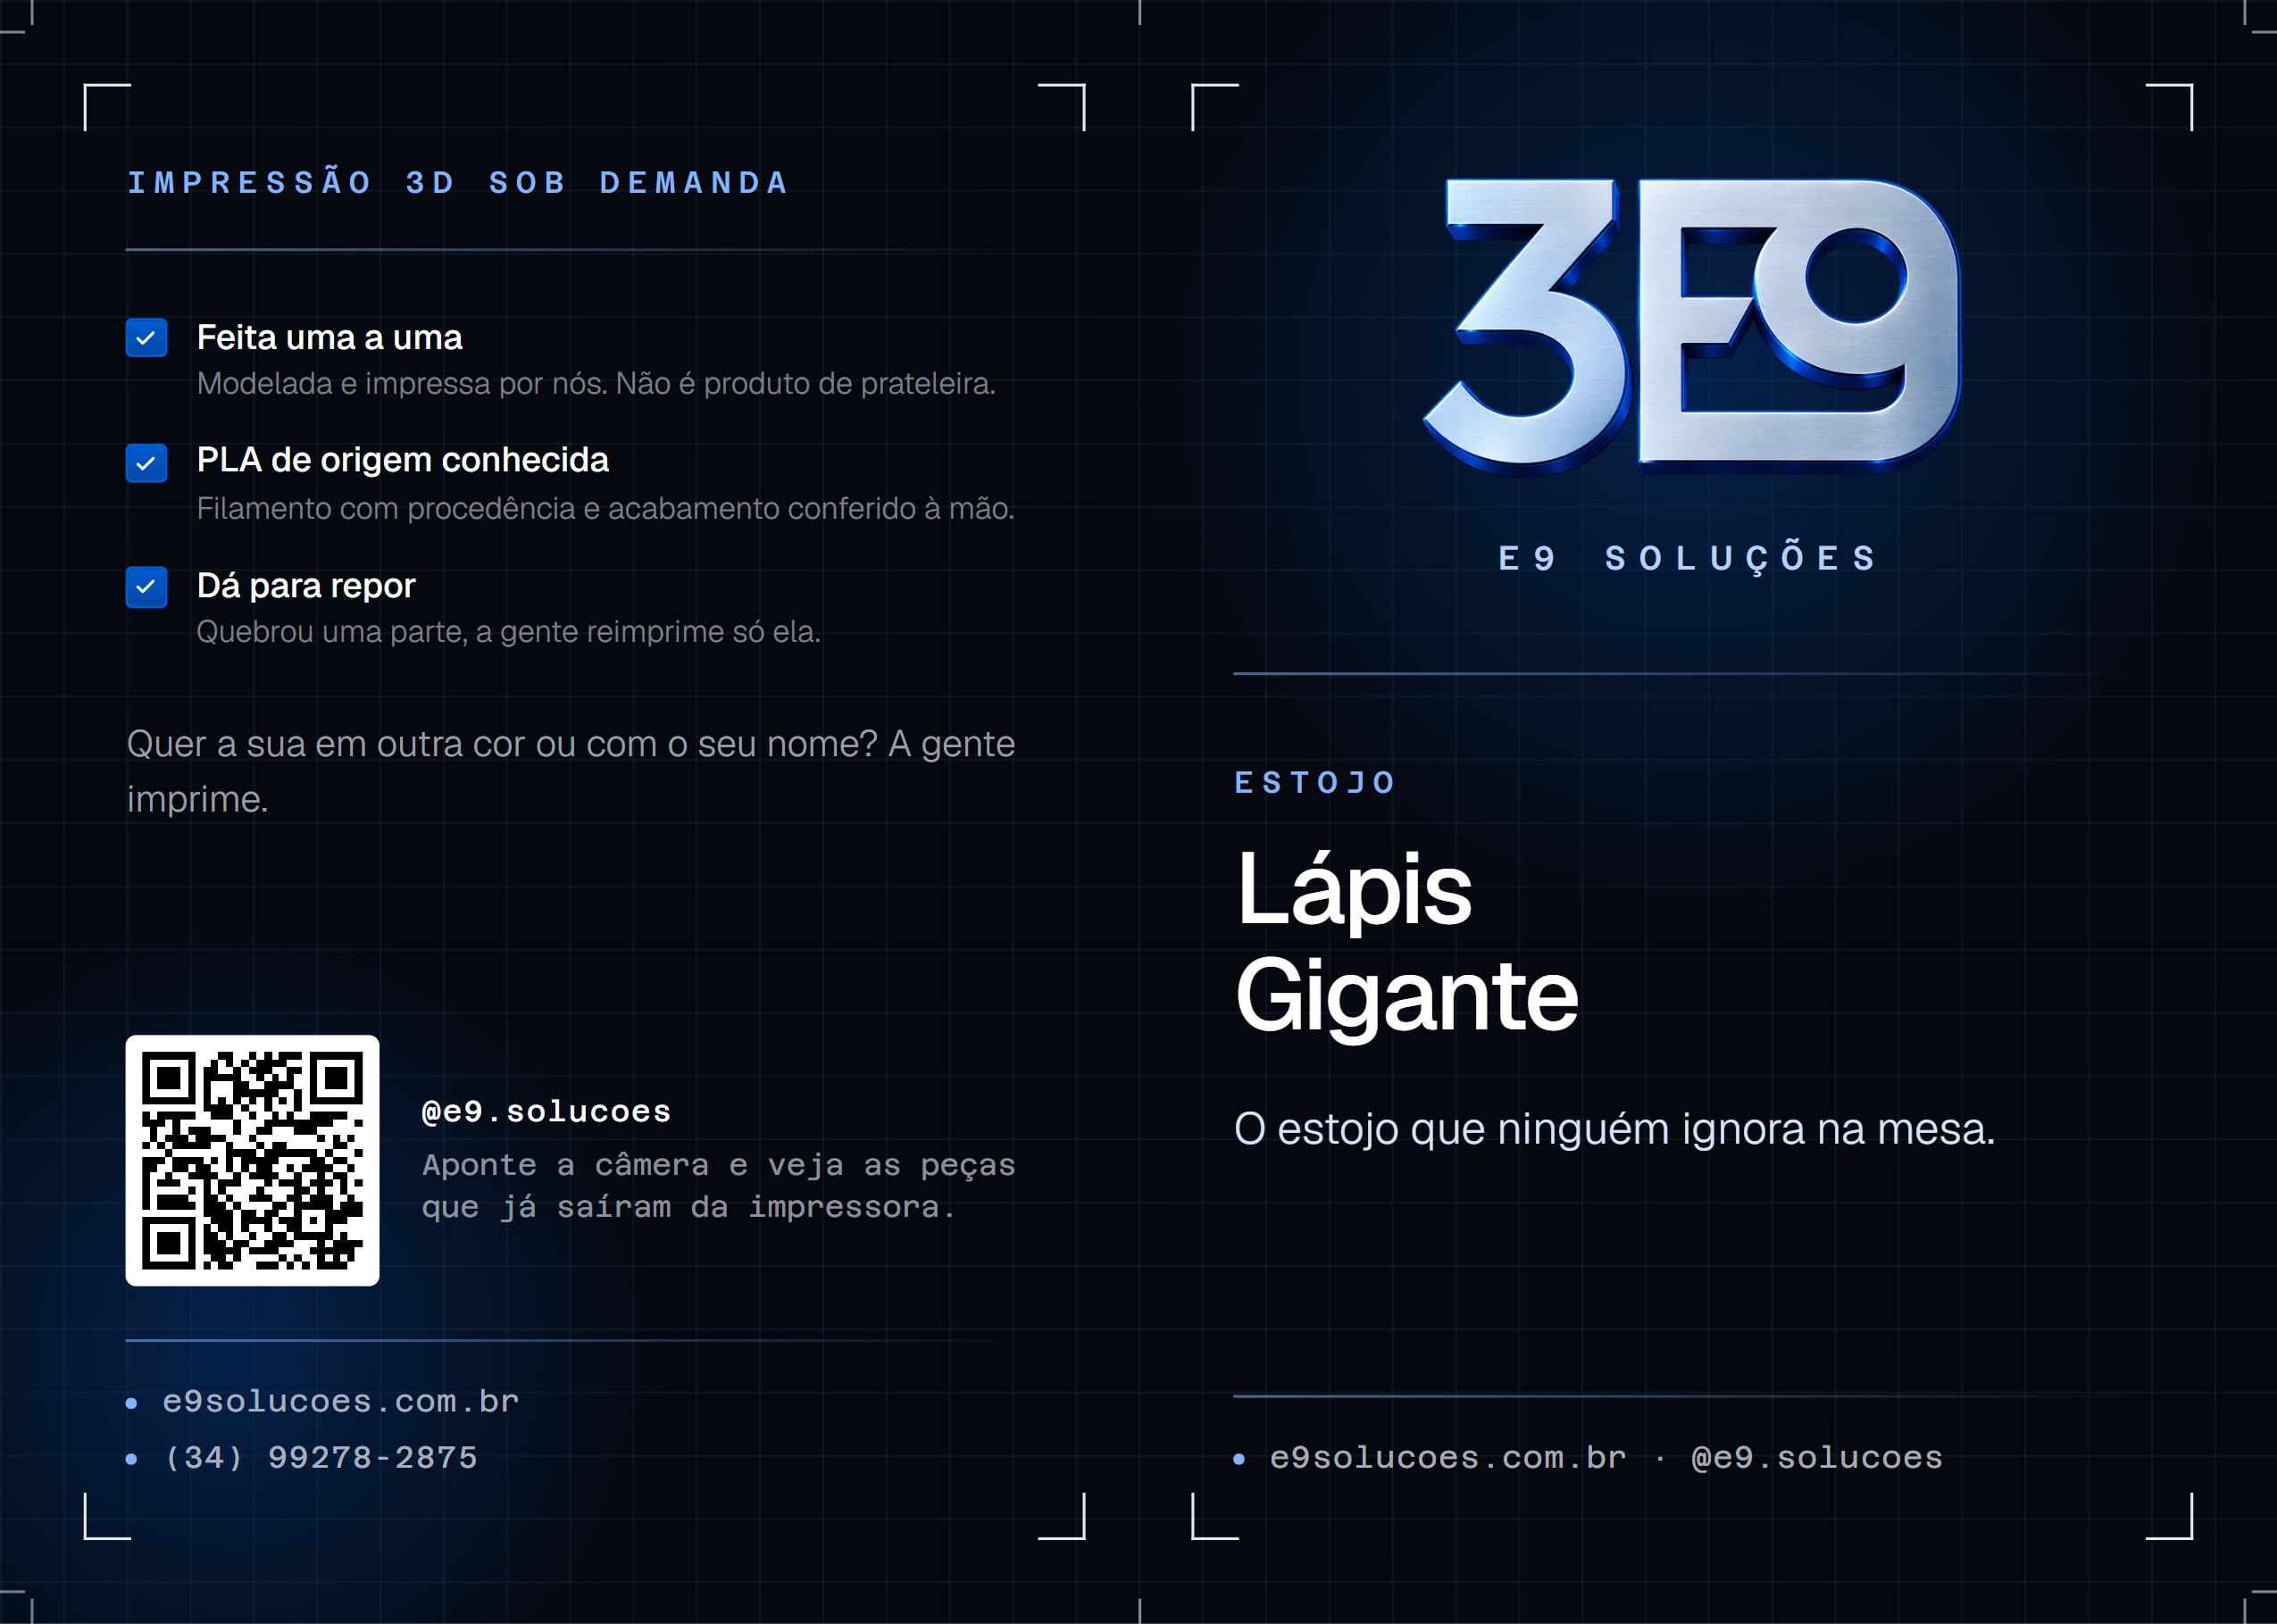 IMPRESSÃO 3D SOB DEMANDA
Feita uma a uma
Modelada e impressa por nós. Não é produto de prateleira.
PLA de origem conhecida
Filamento com procedência e acabamento conferido à mão.
Dá para repor
Quebrou uma parte, a gente reimprime só ela.
Quer a sua em outra cor ou com o seu nome? A gente
imprime.
@e9.solucoes
Aponte a câmera e veja as peças
que já saíram da impressora.
e9solucoes.com.br
(34) 99278-2875
3E9
E9 SOLUÇÕES
ESTOJO
Lápis
Gigante
O estojo que ninguém ignora na mesa.
e9solucoes.com.br · @e9.solucoes